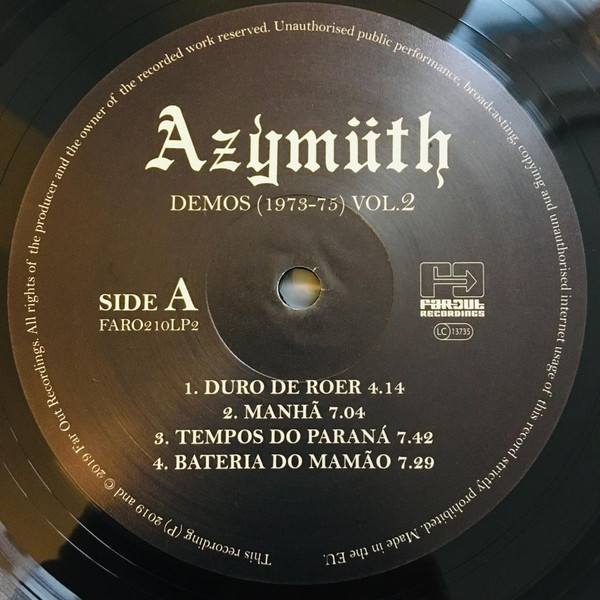 Azymüth
DEMOS (1973-75) VOL.2
SIDE A
FARO210LP2
FAR OUT
RECORDINGS
LC 13735
1. DURO DE ROER 4.14
2. MANHÃ 7.04
3. TEMPOS DO PARANÁ 7.42
4. BATERIA DO MAMÃO 7.29
This recording (P) 2019 and © 2019 Far Out Recordings. All rights of the producer and the owner of the recorded work reserved. Unauthorised public performance, broadcasting, copying and unauthorised internet usage of this record strictly prohibited. Made in the EU.